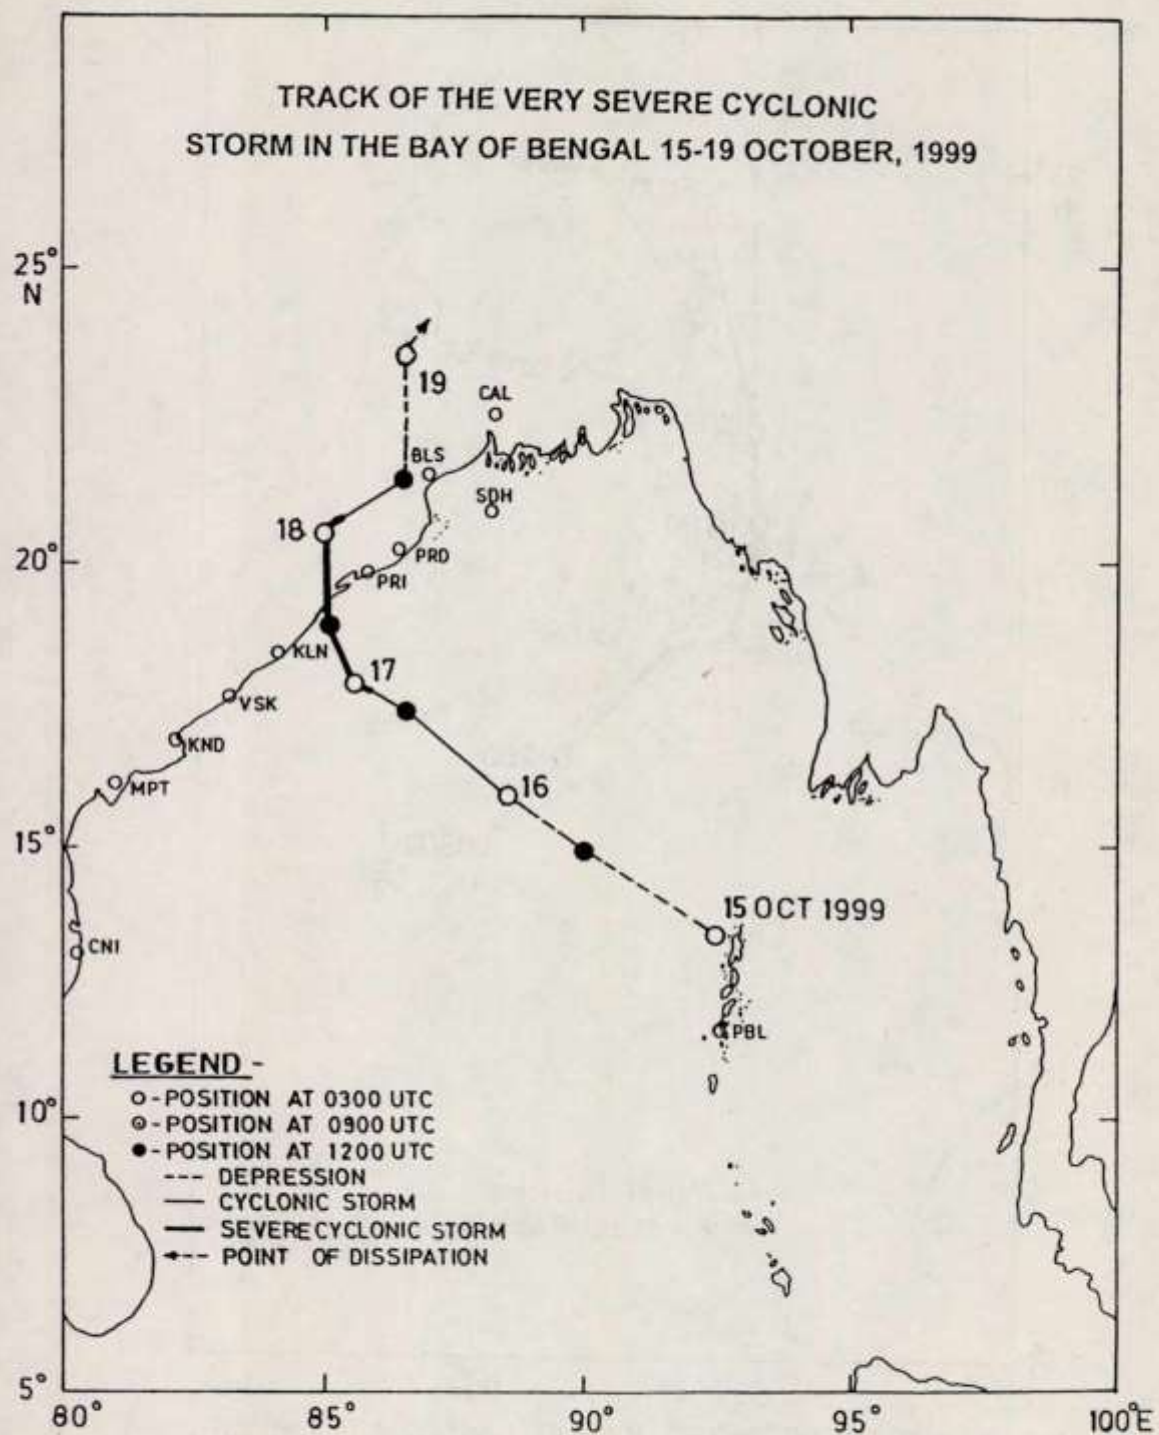 TRACK OF THE VERY SEVERE CYCLONIC
STORM IN THE BAY OF BENGAL 15-19 OCTOBER, 1999
25°
N
19
CAL
BLS
SDH
18
20°
PRD
PRI
KLN
17
VSK
KND
MPT
16
15°
15 OCT 1999
CNI
PBL
LEGEND -
○ - POSITION AT 0300 UTC
◎ - POSITION AT 0900 UTC
● - POSITION AT 1200 UTC
--- DEPRESSION
— CYCLONIC STORM
— SEVERE CYCLONIC STORM
◄--- POINT OF DISSIPATION
10°
5°
80° 85° 90° 95° 100°E